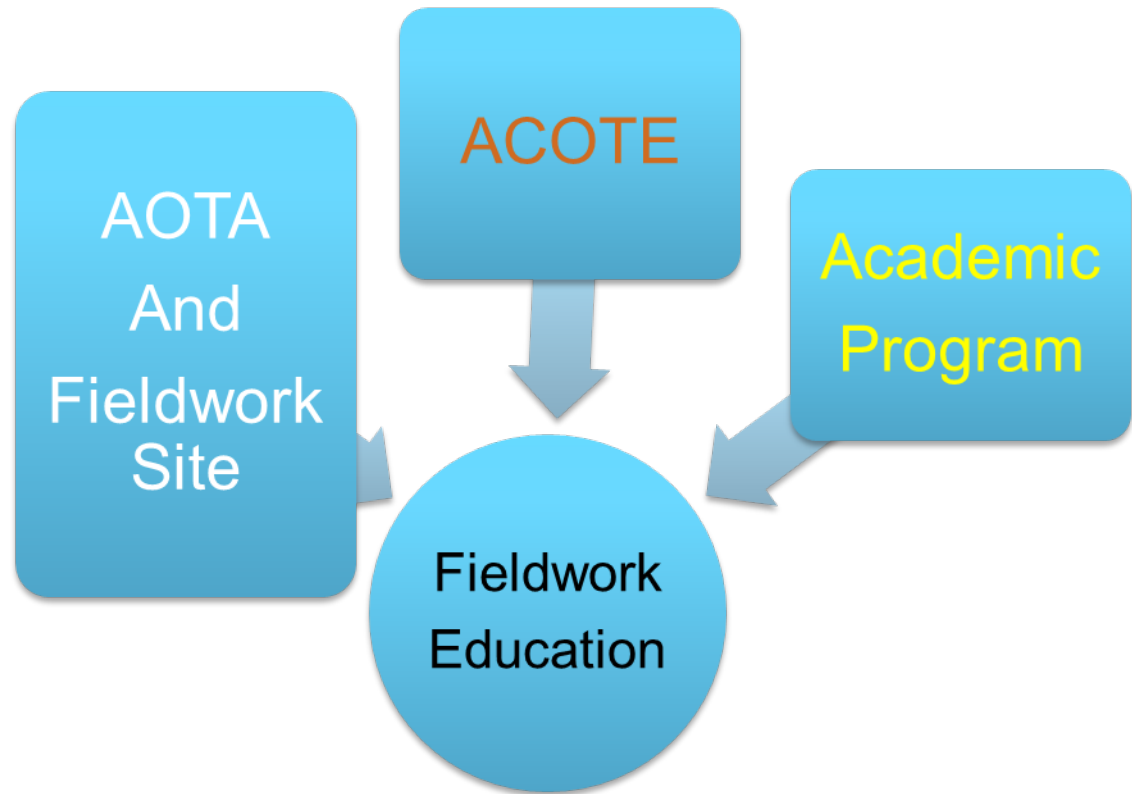 AOTA
And
Fieldwork
Site
ACOTE
Academic
Program
Fieldwork
Education